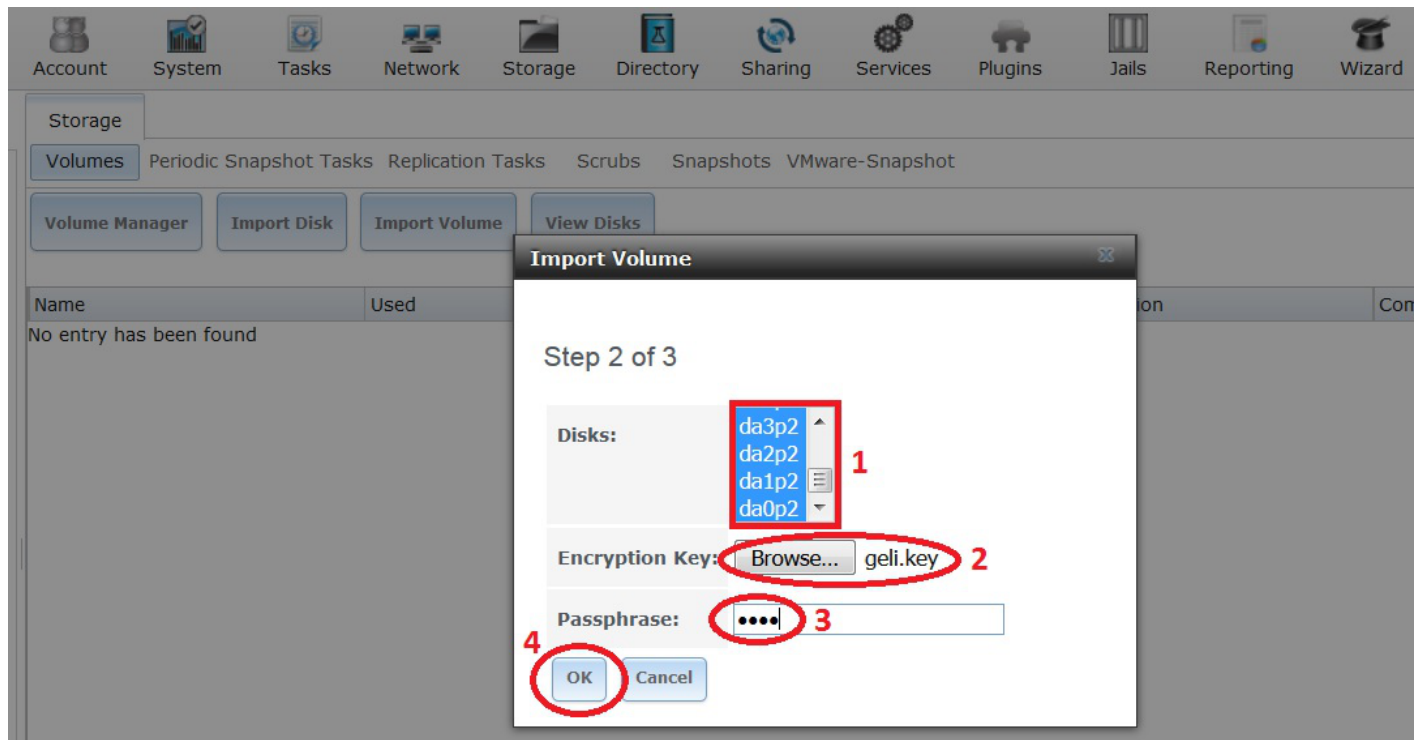 Account System Tasks Network Storage Directory Sharing Services Plugins Jails Reporting Wizard
Storage
Volumes Periodic Snapshot Tasks Replication Tasks Scrubs Snapshots VMware-Snapshot
Volume Manager Import Disk Import Volume View Disks
Import Volume
Name Used ion Com
No entry has been found
Step 2 of 3
Disks: da3p2
da2p2
da1p2 1
da0p2
Encryption Key: Browse... geli.key 2
Passphrase: •••• 3
4
OK Cancel